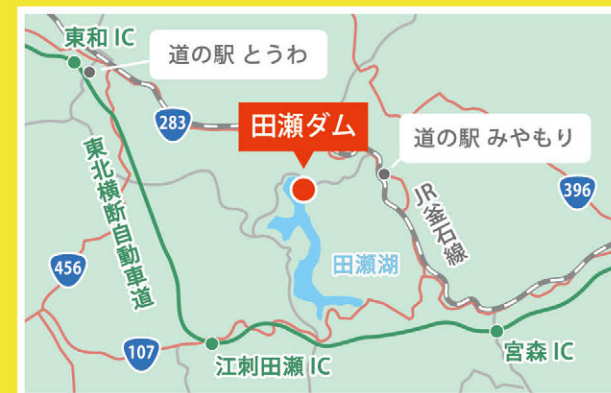 東和 IC
道の駅 とうわ
283
田瀬ダム
道の駅 みやもり
396
JR釜石線
東北横断自動車道
田瀬湖
456
107
江刺田瀬 IC
宮森 IC